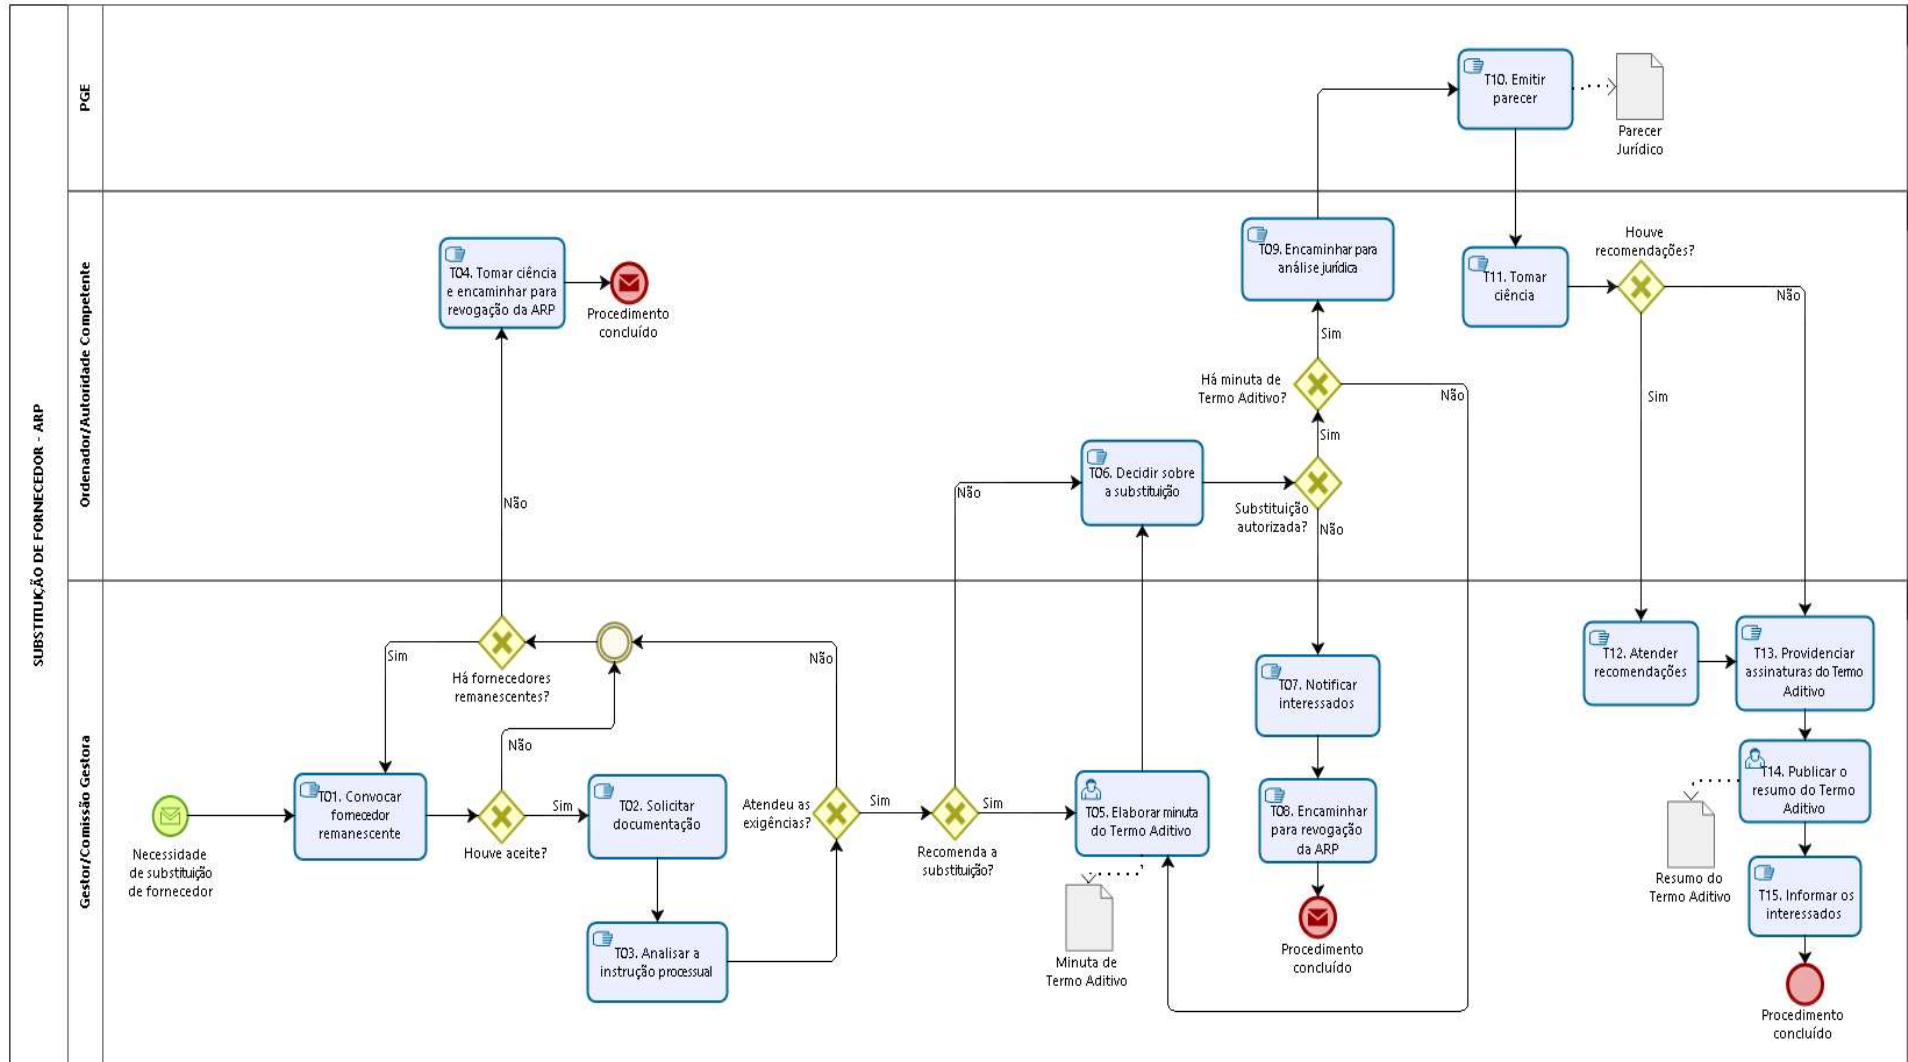 SUBSTITUIÇÃO DE FORNECEDOR - ARP
PGE
T10. Emitir
parecer
Parecer
Jurídico
Ordenador/Autoridade Competente
T04. Tomar ciência
e encaminhar para
revogação da ARP
Procedimento
concluído
Não
T09. Encaminhar para
análise jurídica
Sim
Há minuta de
Termo Aditivo?
Não
Sim
T06. Decidir sobre
a substituição
Não
Substituição
autorizada?
Não
T11. Tomar
ciência
Houve
recomendações?
Não
Sim
Gestor/Comissão Gestora
Necessidade
de substituição
de fornecedor
T01. Convocar
fornecedor
remanescente
Sim
Há fornecedores
remanescentes?
Não
Houve aceite?
Sim
T02. Solicitar
documentação
T03. Analisar a
instrução processual
Não
Atendeu as
exigências?
Sim
Recomenda a
substituição?
Sim
T05. Elaborar minuta
do Termo Aditivo
Minuta de
Termo Aditivo
T07. Notificar
interessados
T08. Encaminhar
para revogação
da ARP
Procedimento
concluído
T12. Atender
recomendações
T13. Providenciar
assinaturas do Termo
Aditivo
T14. Publicar o
resumo do Termo
Aditivo
Resumo do
Termo Aditivo
T15. Informar os
interessados
Procedimento
concluído